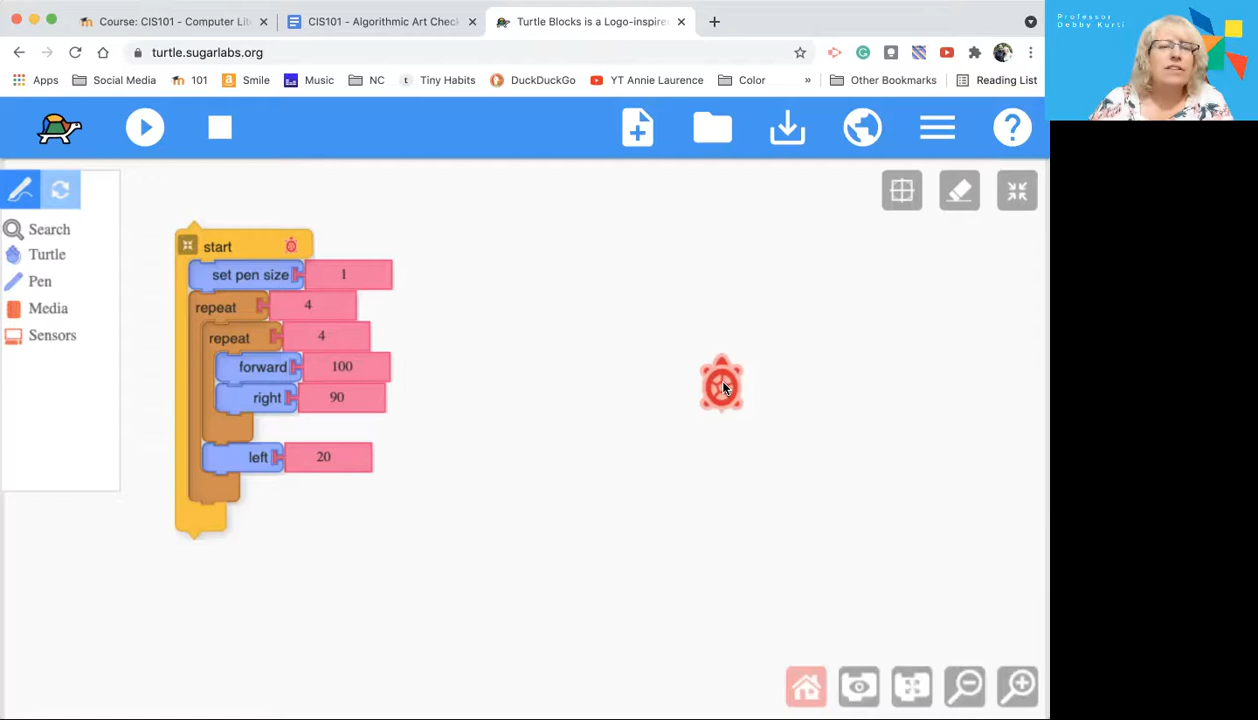 Course: CIS101 - Computer Lit
CIS101 - Algorithmic Art Check
Turtle Blocks is a Logo-inspire
Professor
Debby Kurti
turtle.sugarlabs.org
Apps
Social Media
101
Smile
Music
NC
Tiny Habits
DuckDuckGo
YT Annie Laurence
Color
»
Other Bookmarks
Reading List
Search
Turtle
Pen
Media
Sensors
start
set pen size 1
repeat 4
repeat 4
forward 100
right 90
left 20